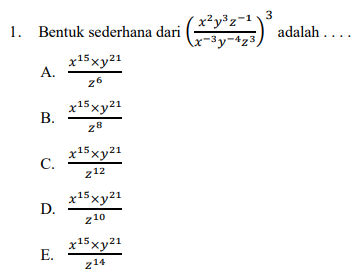 1. Bentuk sederhana dari (x²y³z⁻¹ / x⁻³y⁻⁴z³)³ adalah . . . .
A. x¹⁵×y²¹ / z⁶
B. x¹⁵×y²¹ / z⁸
C. x¹⁵×y²¹ / z¹²
D. x¹⁵×y²¹ / z¹⁰
E. x¹⁵×y²¹ / z¹⁴